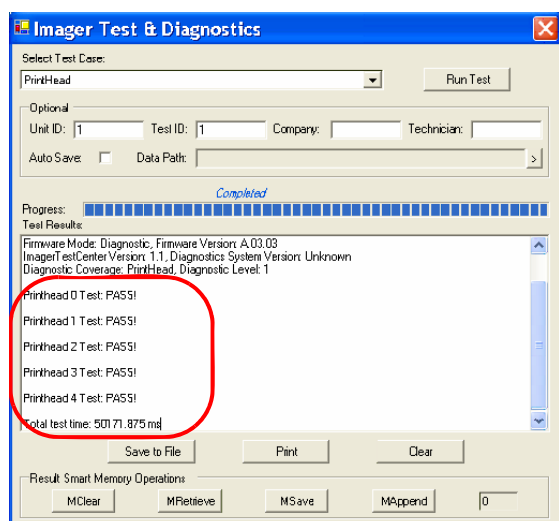 Imager Test & Diagnostics
Select Test Case:
PrintHead
Run Test
Optional
Unit ID: 1 Test ID: 1 Company: Technician:
Auto Save: Data Path: >
Completed
Progress:
Test Results:
Firmware Mode: Diagnostic, Firmware Version: A.03.03
ImagerTestCenter Version: 1.1, Diagnostics System Version: Unknown
Diagnostic Coverage: PrintHead, Diagnostic Level: 1
Printhead 0 Test: PASS!
Printhead 1 Test: PASS!
Printhead 2 Test: PASS!
Printhead 3 Test: PASS!
Printhead 4 Test: PASS!
Total test time: 50171.875 ms
Save to File Print Clear
Result Smart Memory Operations
MClear MRetrieve MSave MAppend 0